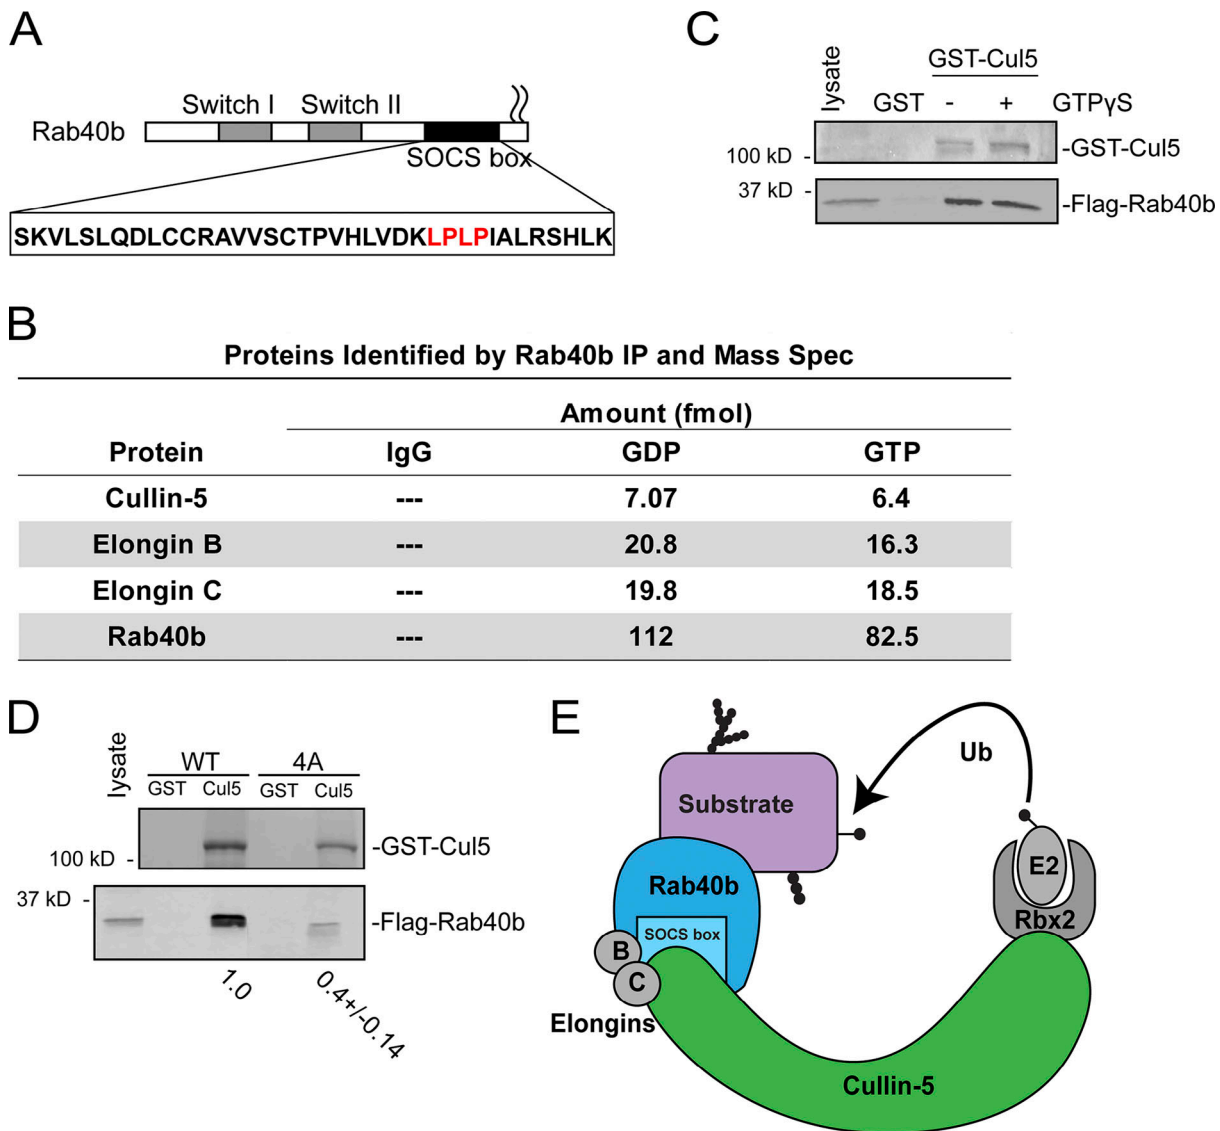 A
Switch I
Switch II
Rab40b
SOCS box
SKVLSLQDLCCRAVVSCTPVHLVDKLPLPIALRSHLK
C
GST-Cul5
lysate
GST
-
+
GTPγS
100 kD -
-GST-Cul5
37 kD -
-Flag-Rab40b
B
Proteins Identified by Rab40b IP and Mass Spec
Amount (fmol)
Protein IgG GDP GTP
Cullin-5 --- 7.07 6.4
Elongin B --- 20.8 16.3
Elongin C --- 19.8 18.5
Rab40b --- 112 82.5
D
lysate
WT 4A
GST Cul5 GST Cul5
100 kD -
-GST-Cul5
37 kD -
-Flag-Rab40b
1.0
0.4+/-0.14
E
Ub
Substrate
E2
Rab40b
Rbx2
SOCS box
B
C
Elongins
Cullin-5